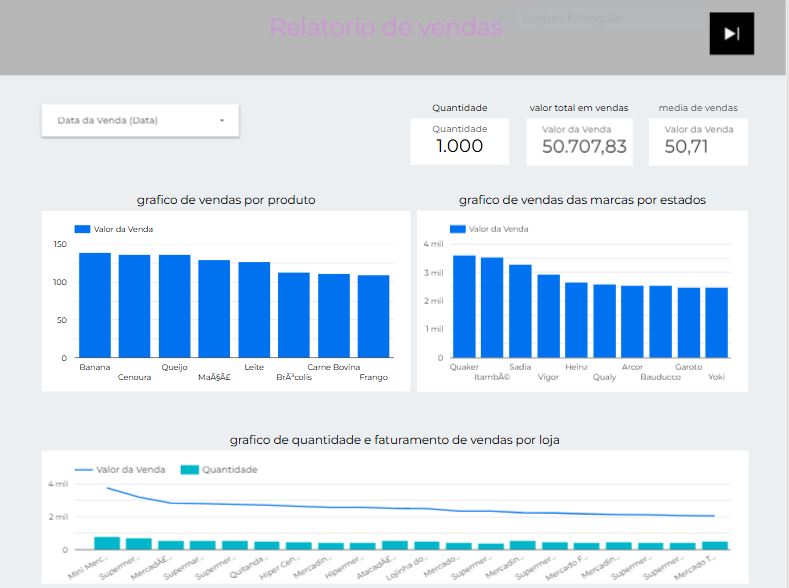 Relatorio de vendas
Captura Retangular
Data da Venda (Data)
Quantidade
Quantidade
1.000
valor total em vendas
Valor da Venda
50.707,83
media de vendas
Valor da Venda
50,71
grafico de vendas por produto
Valor da Venda
150
100
50
0
Banana
Cenoura
Queijo
MaÃ§Ã£
Leite
BrÃ³colis
Carne Bovina
Frango
grafico de vendas das marcas por estados
Valor da Venda
4 mil
3 mil
2 mil
1 mil
0
Quaker
ItambÃ©
Sadia
Vigor
Heinz
Qualy
Arcor
Bauducco
Garoto
Yoki
grafico de quantidade e faturamento de vendas por loja
Valor da Venda Quantidade
4 mil
2 mil
0
Mini Merc...
Supermer...
MercadÃ£...
Supermar...
Supermer...
Quitanda ...
Hiper Cen...
Mercadin...
Hipermer...
AtacadÃ£...
Lojinha do...
Mercado...
Supermer...
Mercadin...
Supermer...
Mercado F...
Mercadin...
Supermer...
Supermer...
Mercado T...